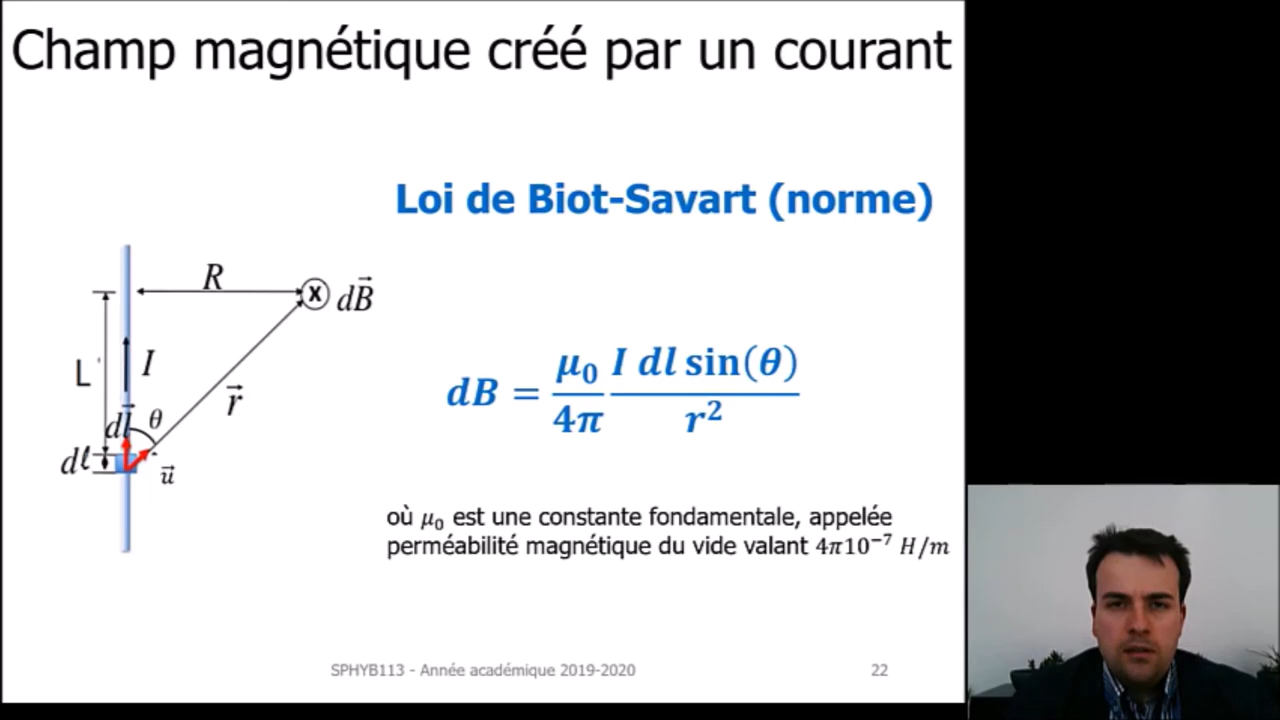 Champ magnétique créé par un courant
Loi de Biot-Savart (norme)
R
x
dB⃗
L
I
dl⃗
θ
r⃗
dℓ
u⃗
dB = μ₀/4π I dl sin(θ)/r²
où μ₀ est une constante fondamentale, appelée
perméabilité magnétique du vide valant 4π10⁻⁷ H/m
SPHYB113 - Année académique 2019-2020
22